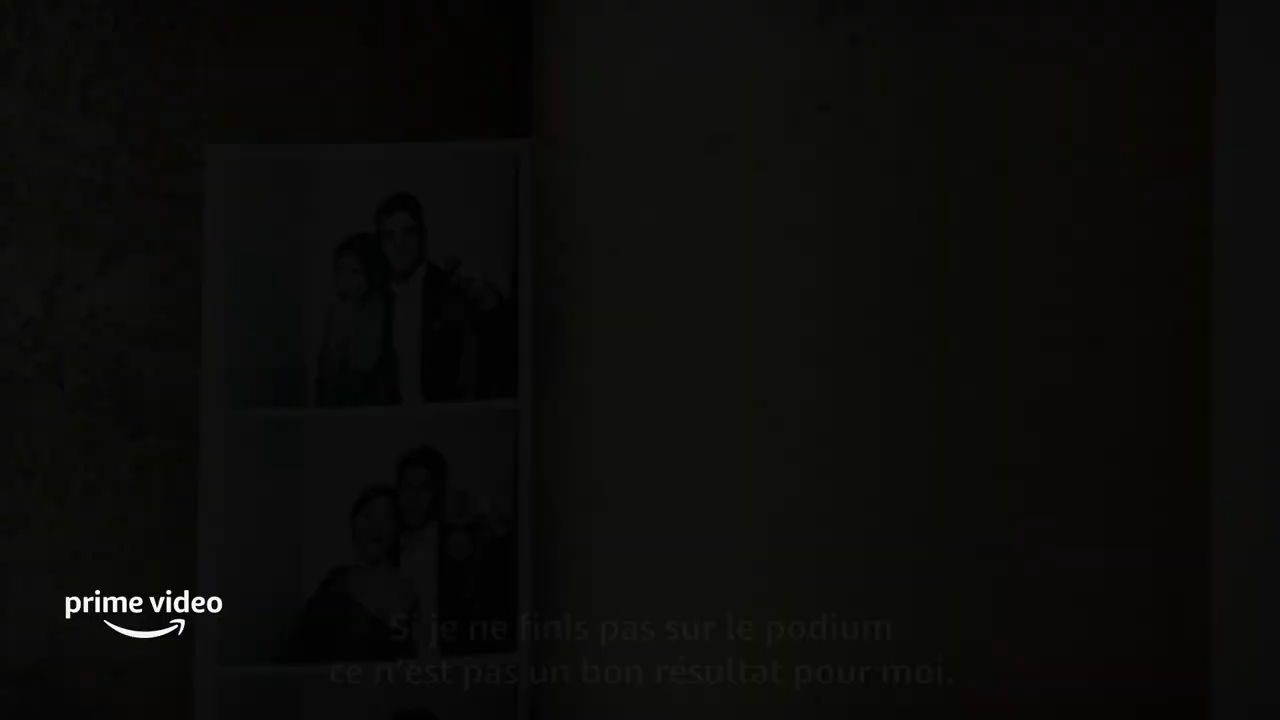 prime video
Si je ne finis pas sur le podium
ce n'est pas un bon résultat pour moi.